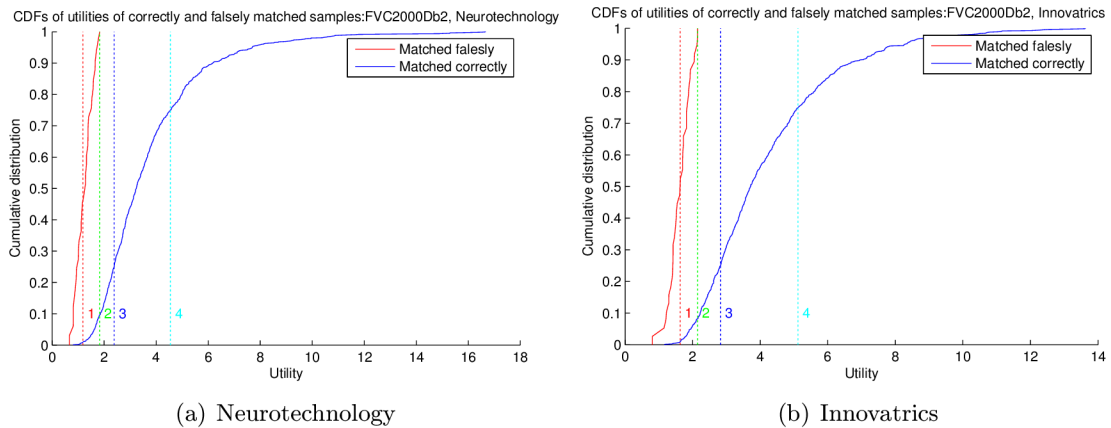 CDFs of utilities of correctly and falsely matched samples:FVC2000Db2, Neurotechnology
1
0.9
0.8
0.7
0.6
0.5
0.4
0.3
0.2
0.1
0
Cumulative distribution
Matched falesly
Matched correctly
1 2 3 4
0 2 4 6 8 10 12 14 16 18
Utility
(a) Neurotechnology
CDFs of utilities of correctly and falsely matched samples:FVC2000Db2, Innovatrics
1
0.9
0.8
0.7
0.6
0.5
0.4
0.3
0.2
0.1
0
Cumulative distribution
Matched falesly
Matched correctly
1 2 3 4
0 2 4 6 8 10 12 14
Utility
(b) Innovatrics